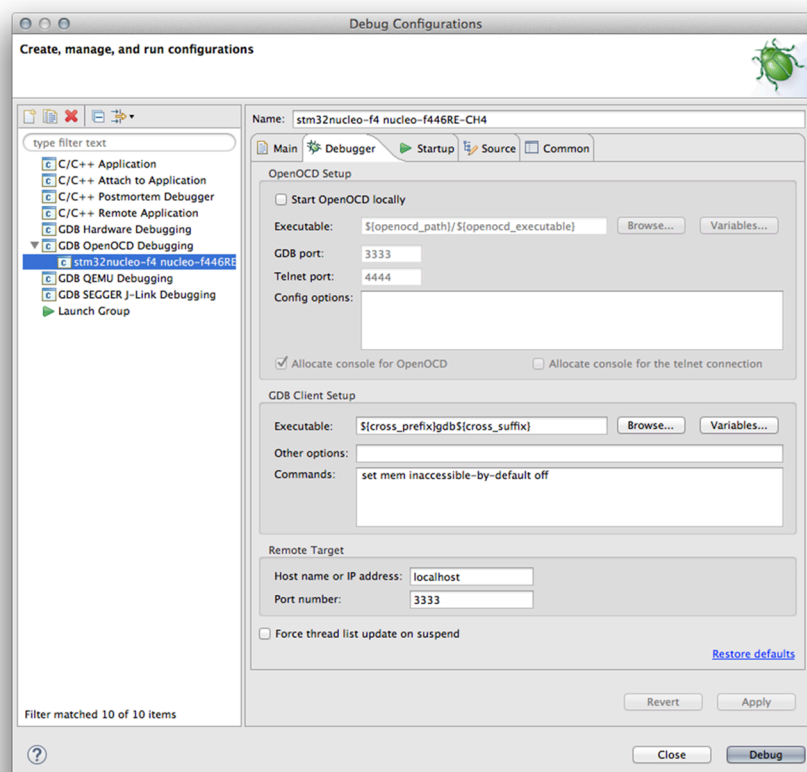 Debug Configurations
Create, manage, and run configurations
Name: stm32nucleo-f4 nucleo-f446RE-CH4
type filter text
C/C++ Application
C/C++ Attach to Application
C/C++ Postmortem Debugger
C/C++ Remote Application
GDB Hardware Debugging
GDB OpenOCD Debugging
stm32nucleo-f4 nucleo-f446RE
GDB QEMU Debugging
GDB SEGGER J-Link Debugging
Launch Group
Filter matched 10 of 10 items
Main Debugger Startup Source Common
OpenOCD Setup
Start OpenOCD locally
Executable: ${openocd_path}/${openocd_executable} Browse... Variables...
GDB port: 3333
Telnet port: 4444
Config options:
Allocate console for OpenOCD Allocate console for the telnet connection
GDB Client Setup
Executable: ${cross_prefix}gdb${cross_suffix} Browse... Variables...
Other options:
Commands: set mem inaccessible-by-default off
Remote Target
Host name or IP address: localhost
Port number: 3333
Force thread list update on suspend
Restore defaults
Revert Apply
? Close Debug